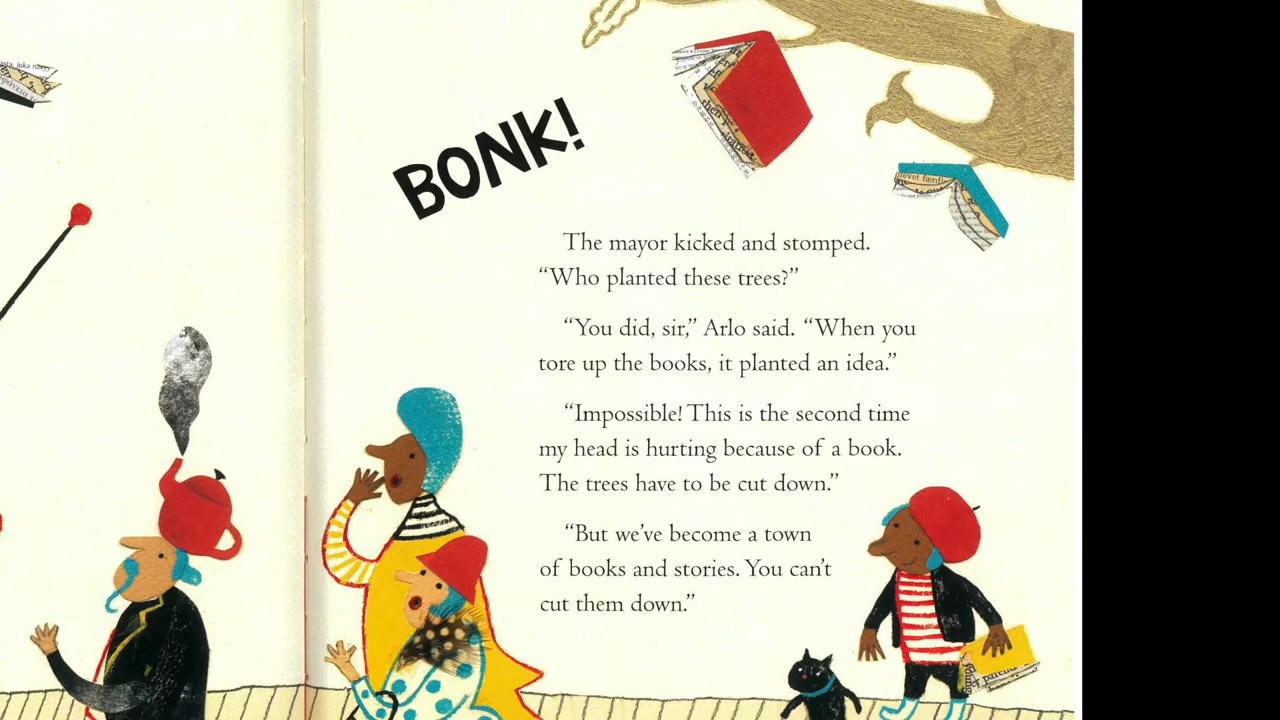 BONK!
The mayor kicked and stomped.
“Who planted these trees?”
“You did, sir,” Arlo said. “When you
tore up the books, it planted an idea.”
“Impossible! This is the second time
my head is hurting because of a book.
The trees have to be cut down.”
“But we’ve become a town
of books and stories. You can’t
cut them down.”